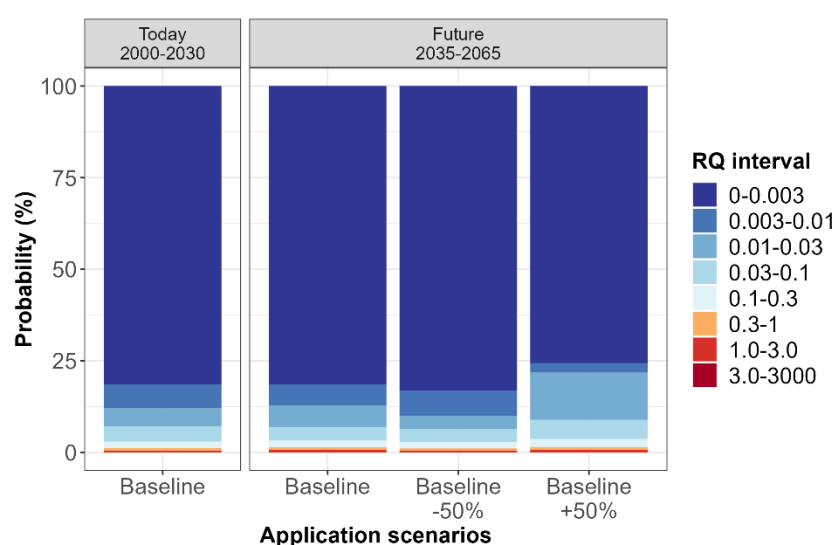 Today
2000-2030
Future
2035-2065
Probability (%)
100
75
50
25
0
Baseline
Baseline
Baseline
-50%
Baseline
+50%
Application scenarios
RQ interval
0-0.003
0.003-0.01
0.01-0.03
0.03-0.1
0.1-0.3
0.3-1
1.0-3.0
3.0-3000